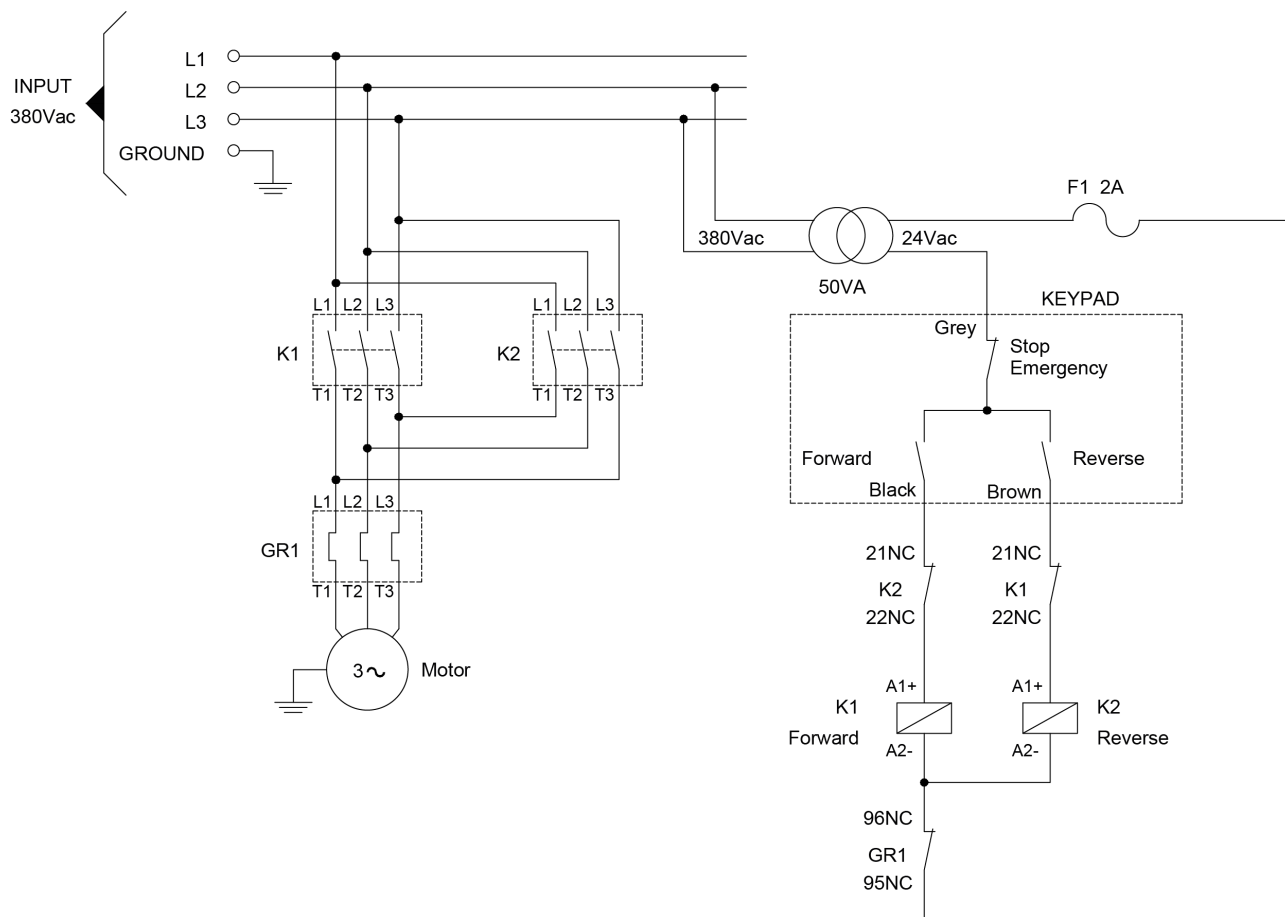 L1
INPUT
L2
380Vac
L3
GROUND
F1 2A
380Vac
24Vac
50VA
KEYPAD
L1 L2 L3
L1 L2 L3
Grey
Stop
Emergency
K1
K2
T1 T2 T3
T1 T2 T3
Forward
Reverse
Black
Brown
L1 L2 L3
GR1
T1 T2 T3
21NC
21NC
K2
K1
22NC
22NC
3~
Motor
A1+
A1+
K1
Forward
K2
Reverse
A2-
A2-
96NC
GR1
95NC